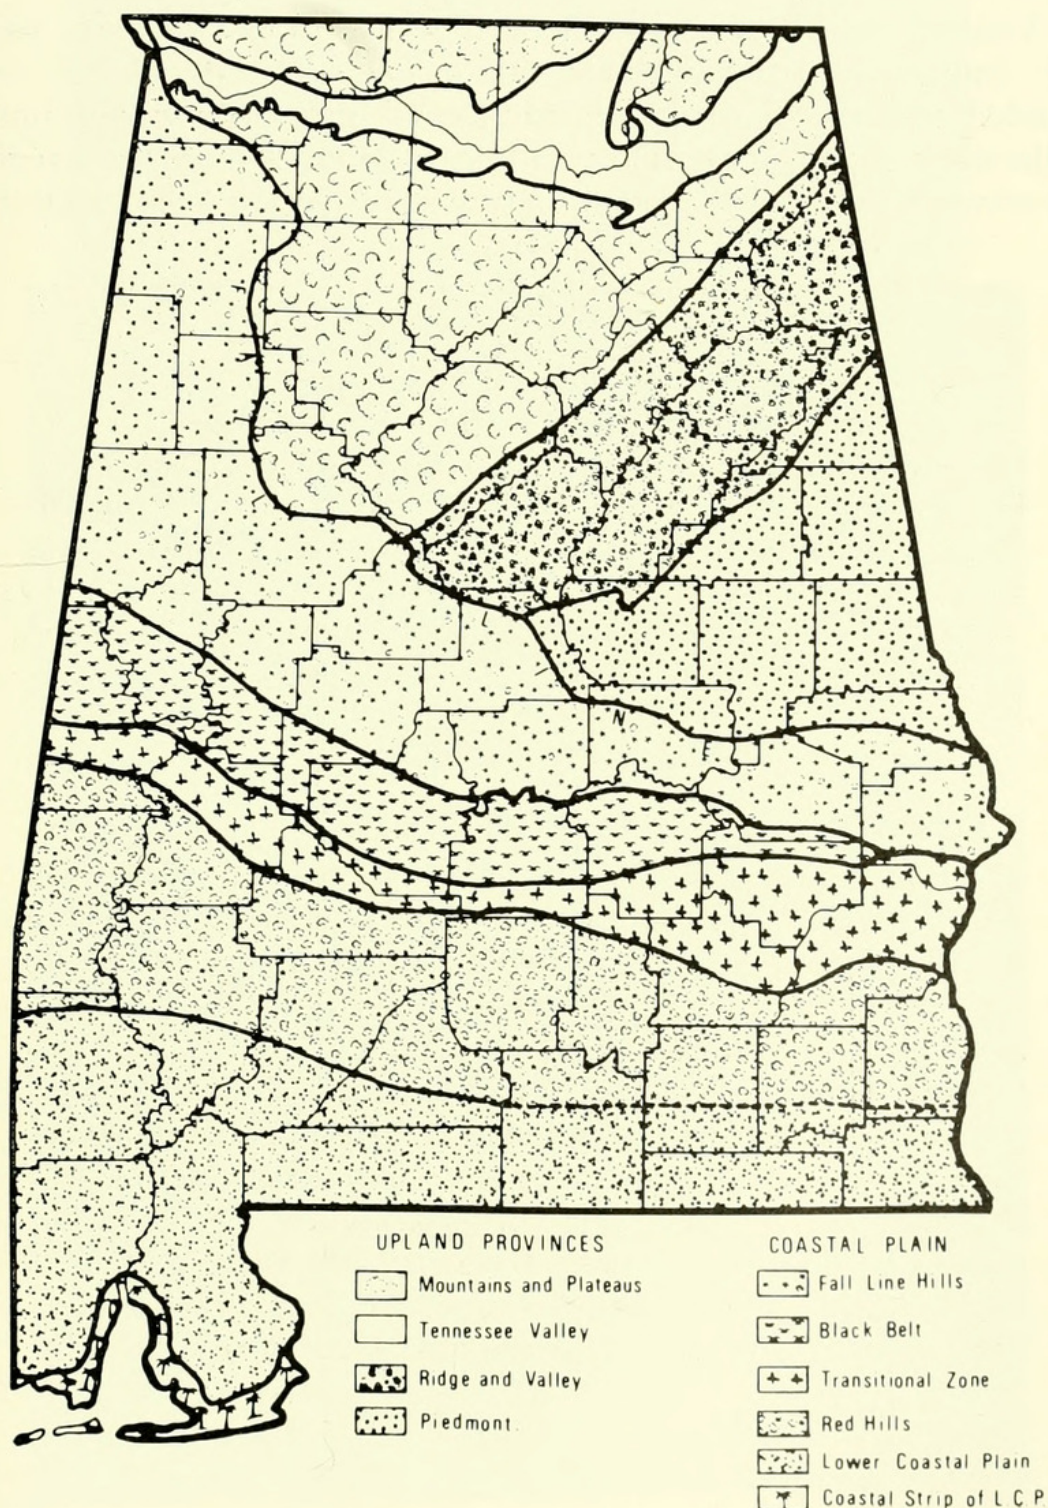 UPLAND PROVINCES
Mountains and Plateaus
Tennessee Valley
Ridge and Valley
Piedmont.
COASTAL PLAIN
Fall Line Hills
Black Belt
Transitional Zone
Red Hills
Lower Coastal Plain
Coastal Strip of L.C.P.